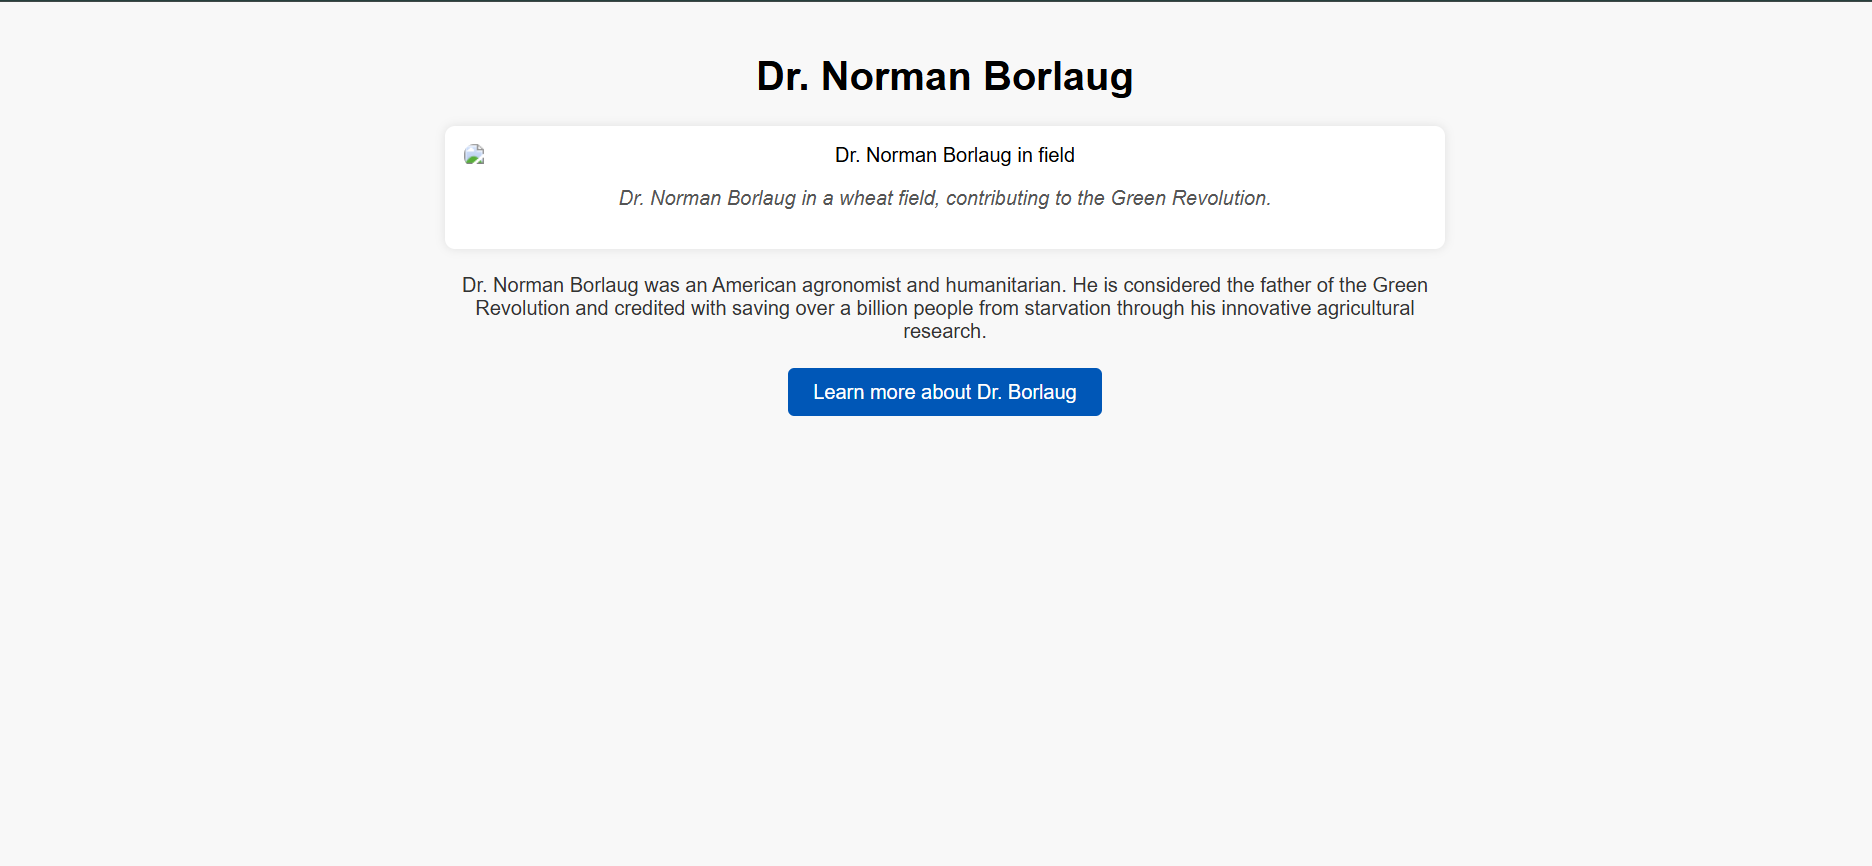 Dr. Norman Borlaug
Dr. Norman Borlaug in field
Dr. Norman Borlaug in a wheat field, contributing to the Green Revolution.
Dr. Norman Borlaug was an American agronomist and humanitarian. He is considered the father of the Green
Revolution and credited with saving over a billion people from starvation through his innovative agricultural
research.
Learn more about Dr. Borlaug